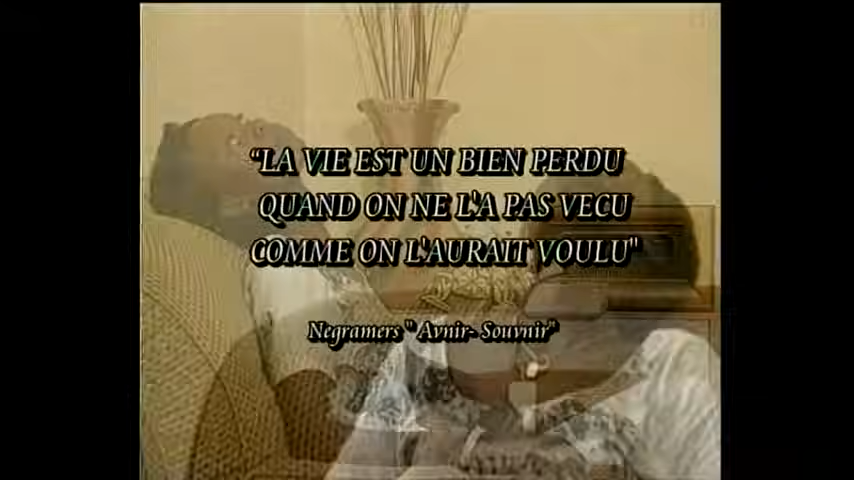 "LA VIE EST UN BIEN PERDU
QUAND ON NE L'A PAS VECU
COMME ON L'AURAIT VOULU"
Negramers " Avnir- Souvnir"